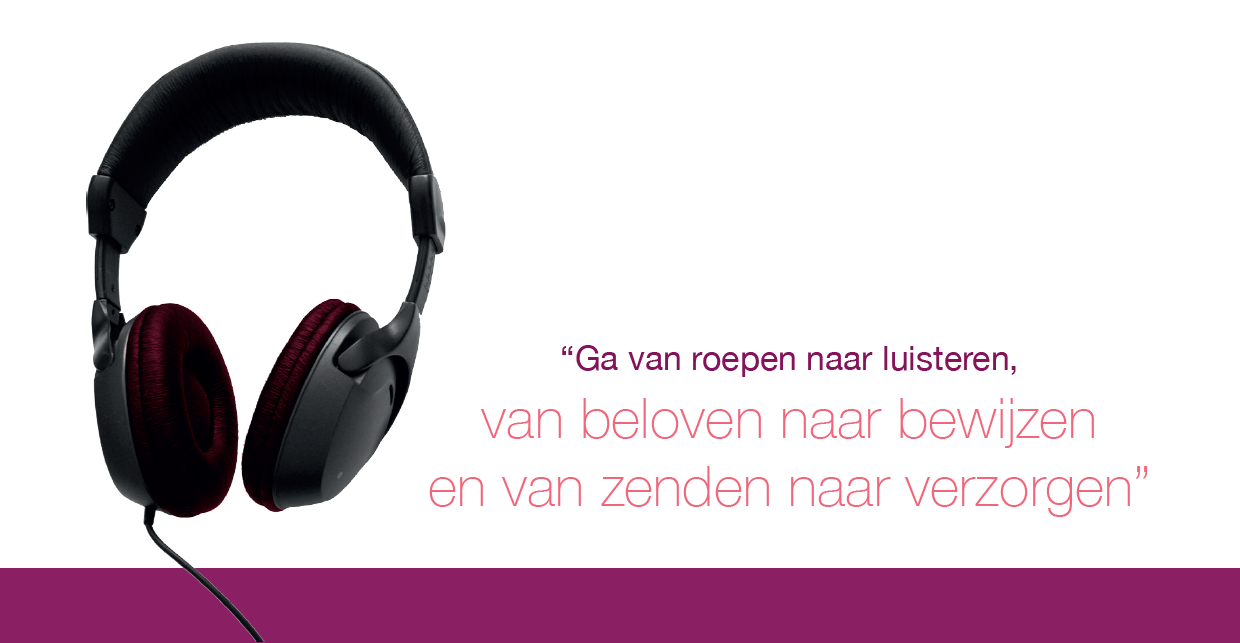 “Ga van roepen naar luisteren,
van beloven naar bewijzen
en van zenden naar verzorgen”